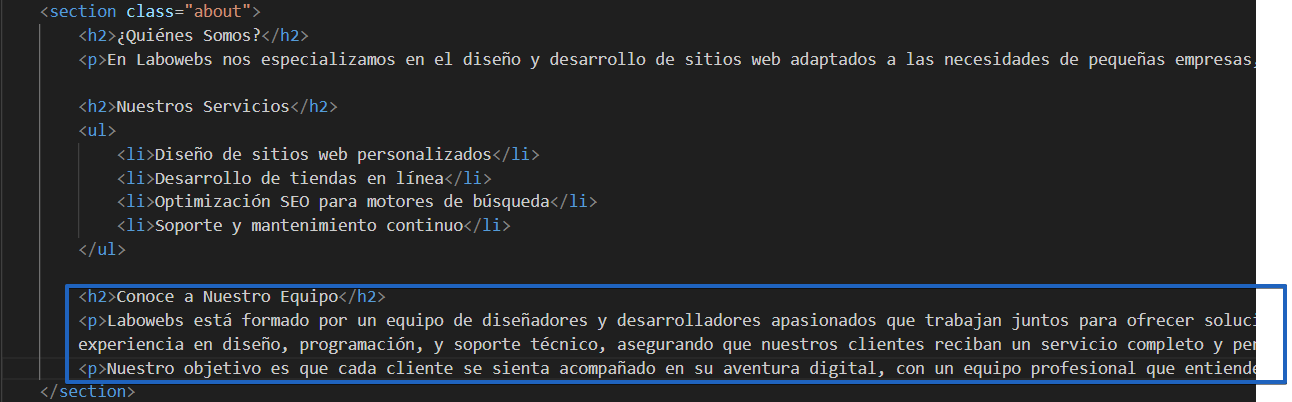 <section class="about">
<h2>¿Quiénes Somos?</h2>
<p>En Labowebs nos especializamos en el diseño y desarrollo de sitios web adaptados a las necesidades de pequeñas empresas,
<h2>Nuestros Servicios</h2>
<ul>
<li>Diseño de sitios web personalizados</li>
<li>Desarrollo de tiendas en línea</li>
<li>Optimización SEO para motores de búsqueda</li>
<li>Soporte y mantenimiento continuo</li>
</ul>
<h2>Conoce a Nuestro Equipo</h2>
<p>Labowebs está formado por un equipo de diseñadores y desarrolladores apasionados que trabajan juntos para ofrecer soluci
experiencia en diseño, programación, y soporte técnico, asegurando que nuestros clientes reciban un servicio completo y per
<p>Nuestro objetivo es que cada cliente se sienta acompañado en su aventura digital, con un equipo profesional que entiende
</section>